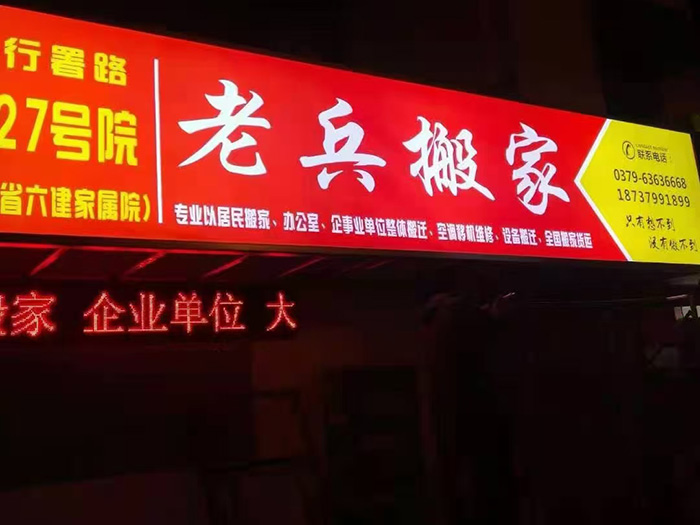 行署路
27号院
省六建家属院)
老兵搬家
专业以居民搬家、办公室、企事业单位整体搬迁、空调移机维修、设备搬迁、全国搬家货运
联系电话:
0379-63636668
18737991899
只有想不到
没有做不到
家 企业单位 大